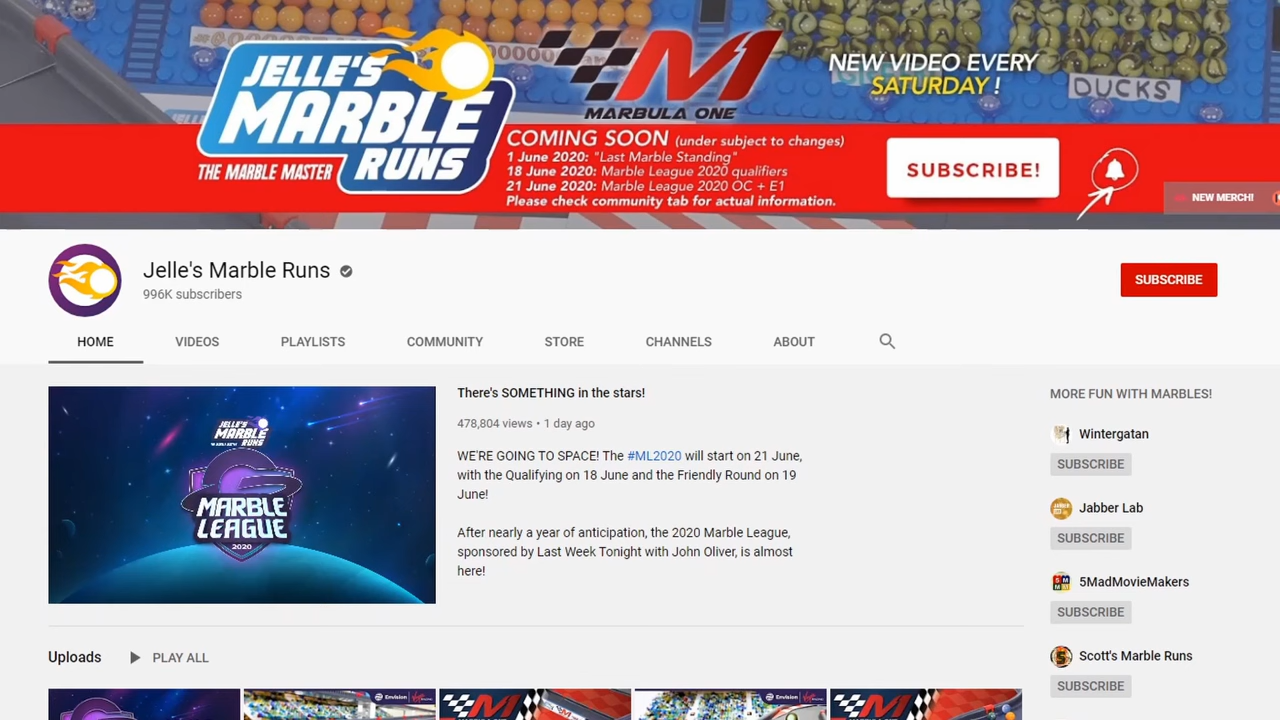 JELLE'S
MARBLE
RUNS
THE MARBLE MASTER
M1
MARBULA ONE
NEW VIDEO EVERY
SATURDAY !
DUCKS
COMING SOON (under subject to changes)
1 June 2020: "Last Marble Standing"
18 June 2020: Marble League 2020 qualifiers
21 June 2020: Marble League 2020 OC + E1
Please check community tab for actual information.
SUBSCRIBE!
NEW MERCH!
Jelle's Marble Runs
996K subscribers
SUBSCRIBE
HOME VIDEOS PLAYLISTS COMMUNITY STORE CHANNELS ABOUT
JELLE'S
MARBLE
RUNS
MARBLE
LEAGUE
2020
There's SOMETHING in the stars!
478,804 views • 1 day ago
WE'RE GOING TO SPACE! The #ML2020 will start on 21 June,
with the Qualifying on 18 June and the Friendly Round on 19
June!
After nearly a year of anticipation, the 2020 Marble League,
sponsored by Last Week Tonight with John Oliver, is almost
here!
MORE FUN WITH MARBLES!
Wintergatan
SUBSCRIBE
Jabber Lab
SUBSCRIBE
5MadMovieMakers
SUBSCRIBE
Scott's Marble Runs
SUBSCRIBE
Uploads PLAY ALL
Envision
M1
Envision
M1